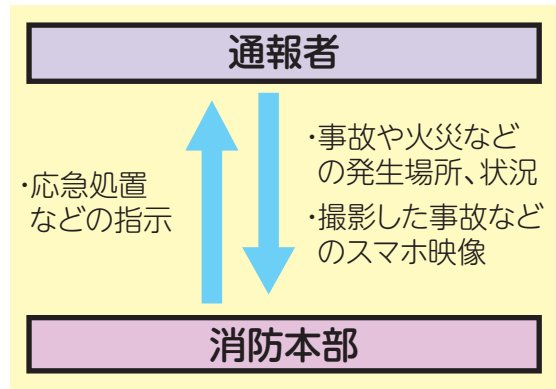 通報者
・応急処置
などの指示
・事故や火災など
の発生場所、状況
・撮影した事故など
のスマホ映像
消防本部